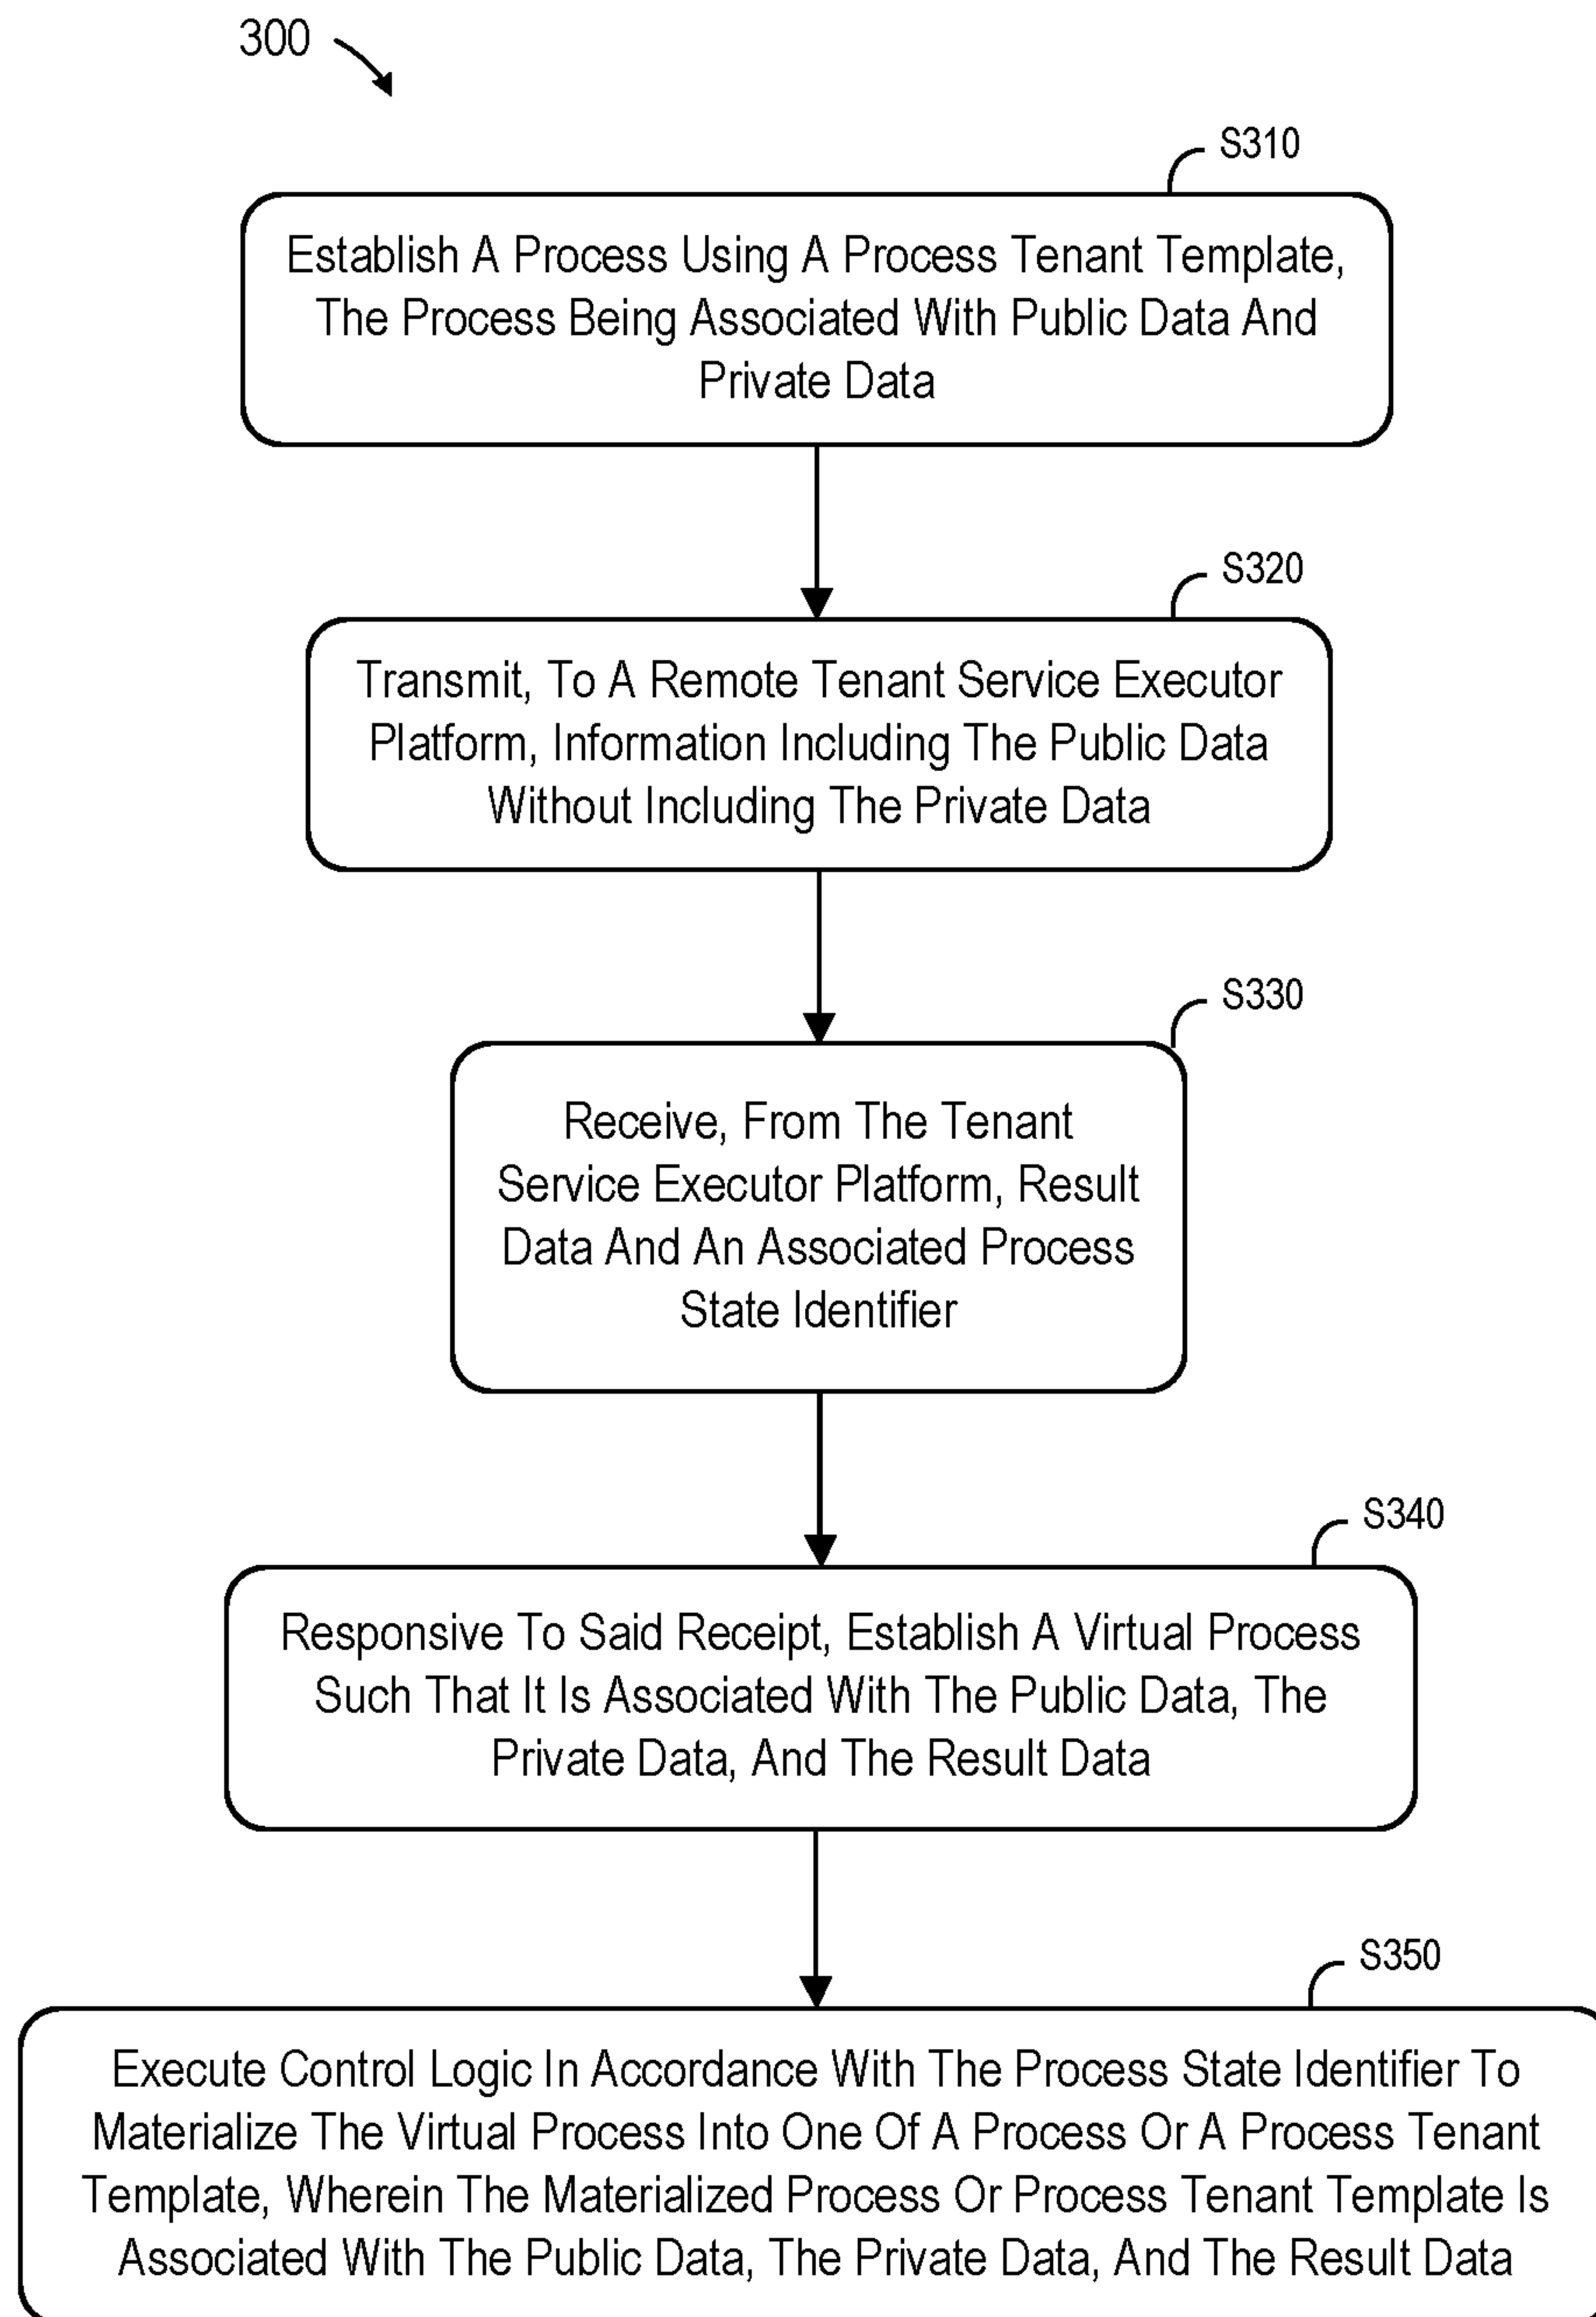 300
S310
Establish A Process Using A Process Tenant Template,
The Process Being Associated With Public Data And
Private Data
S320
Transmit, To A Remote Tenant Service Executor
Platform, Information Including The Public Data
Without Including The Private Data
S330
Receive, From The Tenant
Service Executor Platform, Result
Data And An Associated Process
State Identifier
S340
Responsive To Said Receipt, Establish A Virtual Process
Such That It Is Associated With The Public Data, The
Private Data, And The Result Data
S350
Execute Control Logic In Accordance With The Process State Identifier To
Materialize The Virtual Process Into One Of A Process Or A Process Tenant
Template, Wherein The Materialized Process Or Process Tenant Template Is
Associated With The Public Data, The Private Data, And The Result Data